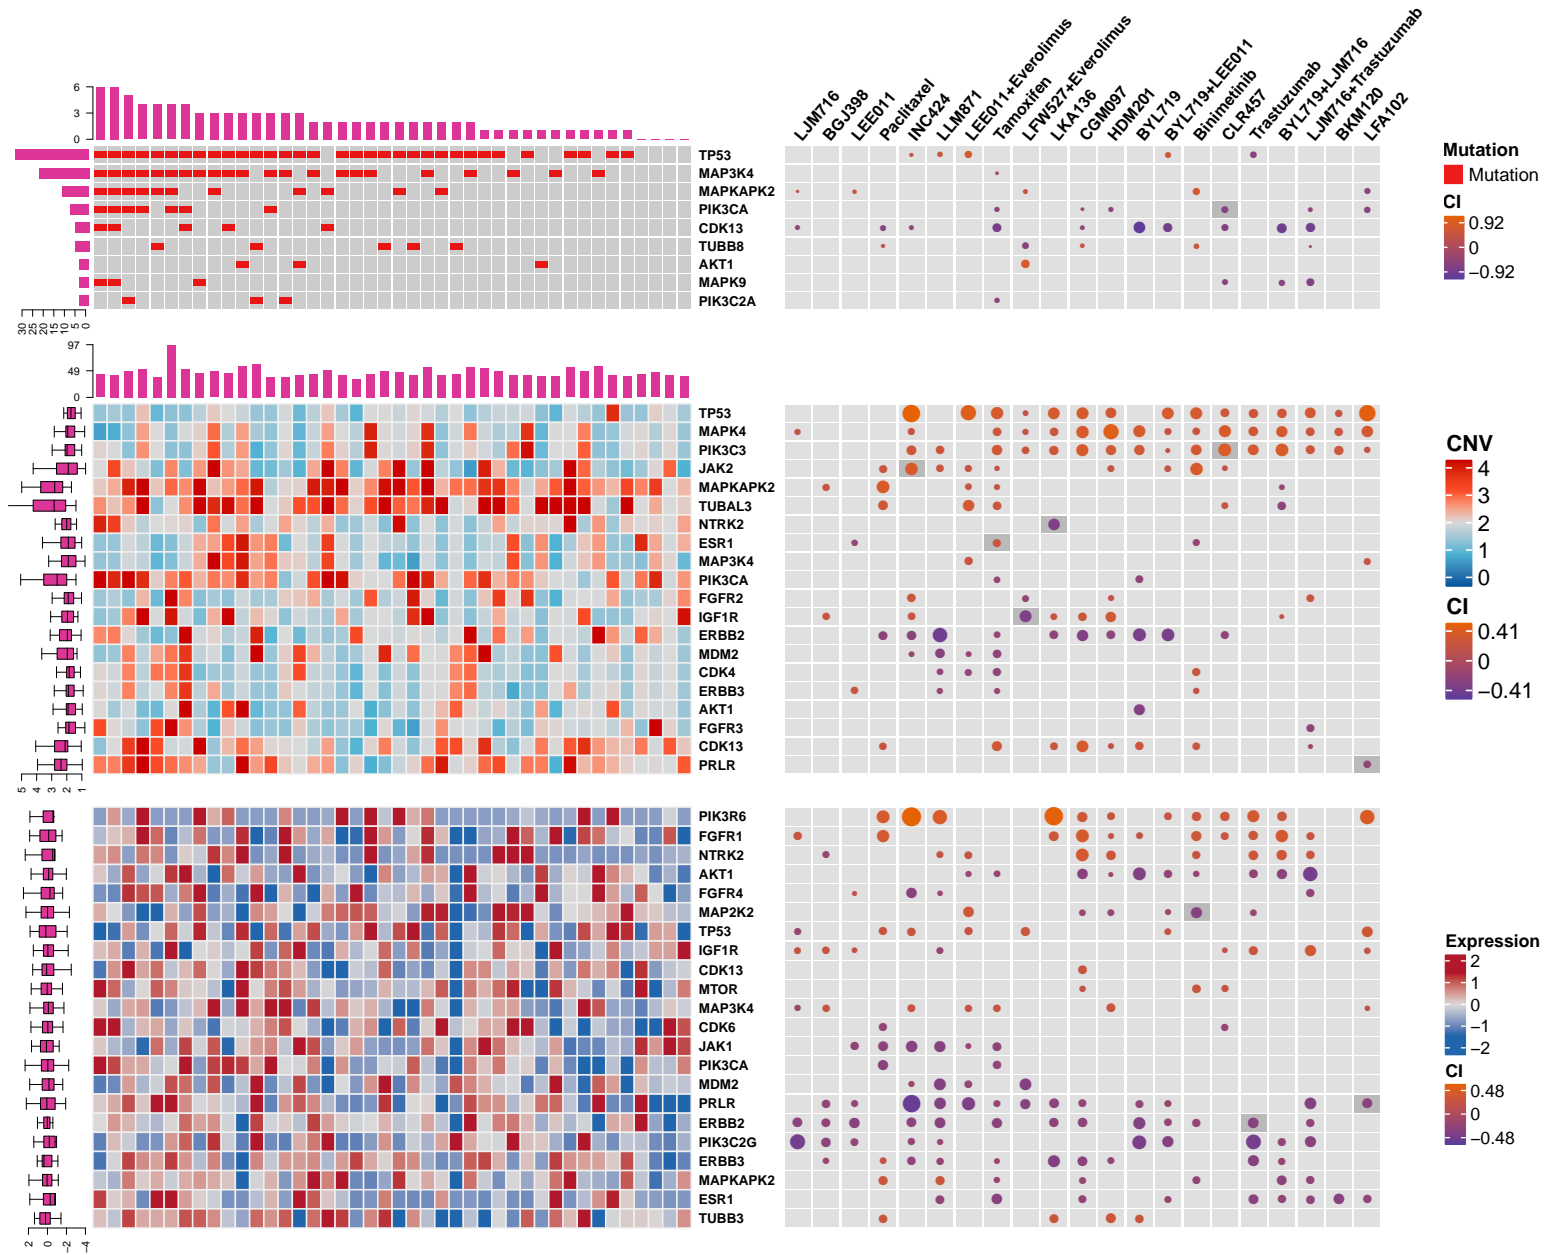 LJM716
BGJ398
LEE011
Paclitaxel
INC424
LLM871
LEE011+Everolimus
Tamoxifen
LFW527+Everolimus
LKA136
CGM097
HDM201
BYL719
BYL719+LEE011
Binimetinib
CLR457
Trastuzumab
BYL719+LJM716
LJM716+Trastuzumab
BKM120
LFA102
6
3
0
TP53
MAP3K4
MAPKAPK2
PIK3CA
CDK13
TUBB8
AKT1
MAPK9
PIK3C2A
30 25 20 15 10 5 0
Mutation
Mutation
CI
0.92
0
−0.92
97
49
0
TP53
MAPK4
PIK3C3
JAK2
MAPKAPK2
TUBAL3
NTRK2
ESR1
MAP3K4
PIK3CA
FGFR2
IGF1R
ERBB2
MDM2
CDK4
ERBB3
AKT1
FGFR3
CDK13
PRLR
5 4 3 2 1
CNV
4
3
2
1
0
CI
0.41
0
−0.41
PIK3R6
FGFR1
NTRK2
AKT1
FGFR4
MAP2K2
TP53
IGF1R
CDK13
MTOR
MAP3K4
CDK6
JAK1
PIK3CA
MDM2
PRLR
ERBB2
PIK3C2G
ERBB3
MAPKAPK2
ESR1
TUBB3
2 0 −2 −4
Expression
2
1
0
−1
−2
CI
0.48
0
−0.48